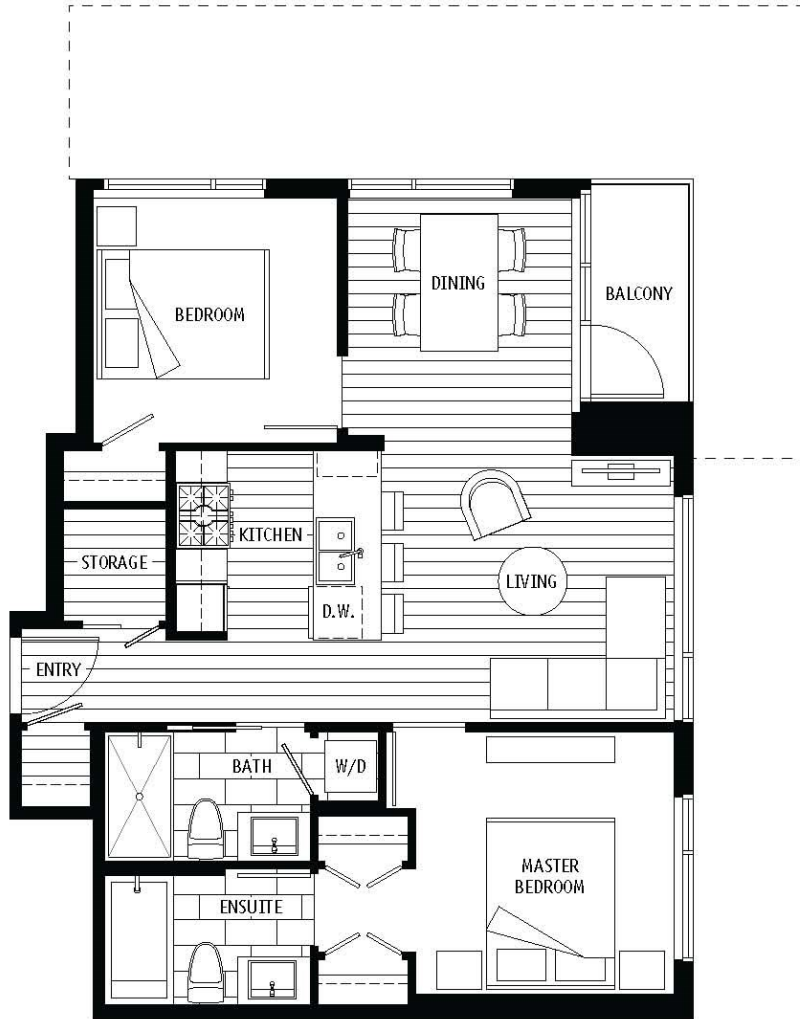 DINING
BALCONY
BEDROOM
KITCHEN
STORAGE
LIVING
D.W.
ENTRY
BATH
W/D
MASTER
BEDROOM
ENSUITE